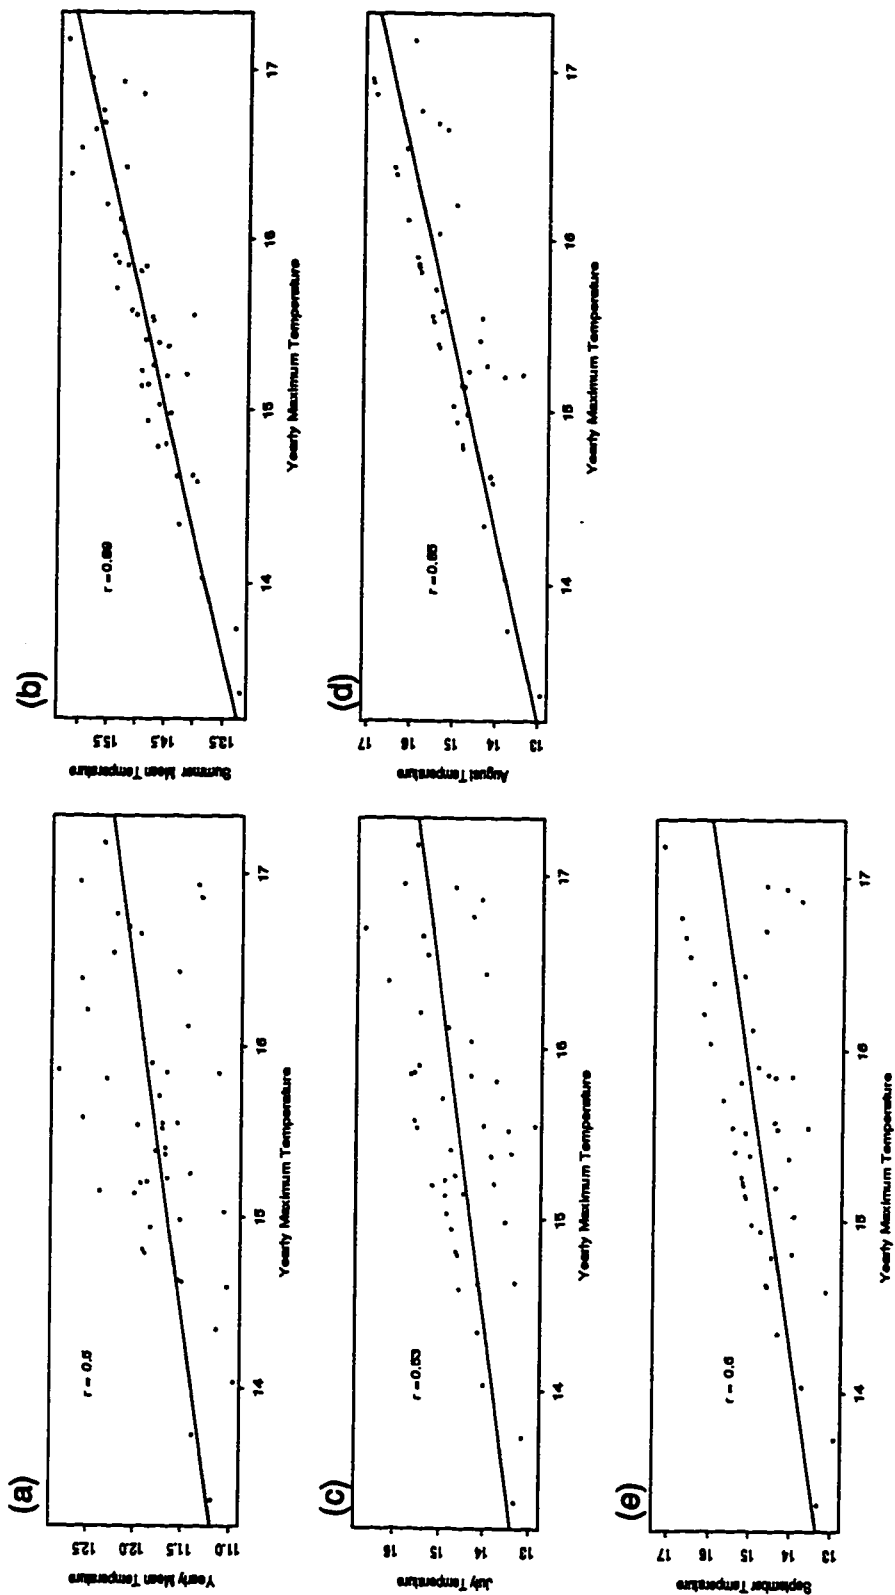 (a)
r = 0.5
Yearly Mean Temperature
12.5
12.0
11.5
11.0
14
15
16
17
Yearly Maximum Temperature
(b)
r = 0.89
Summer Mean Temperature
15.5
14.5
13.5
14
15
16
17
Yearly Maximum Temperature
(c)
r = 0.53
July Temperature
16
15
14
13
14
15
16
17
Yearly Maximum Temperature
(d)
r = 0.85
August Temperature
17
16
15
14
13
14
15
16
17
Yearly Maximum Temperature
(e)
r = 0.6
September Temperature
17
16
15
14
13
14
15
16
17
Yearly Maximum Temperature